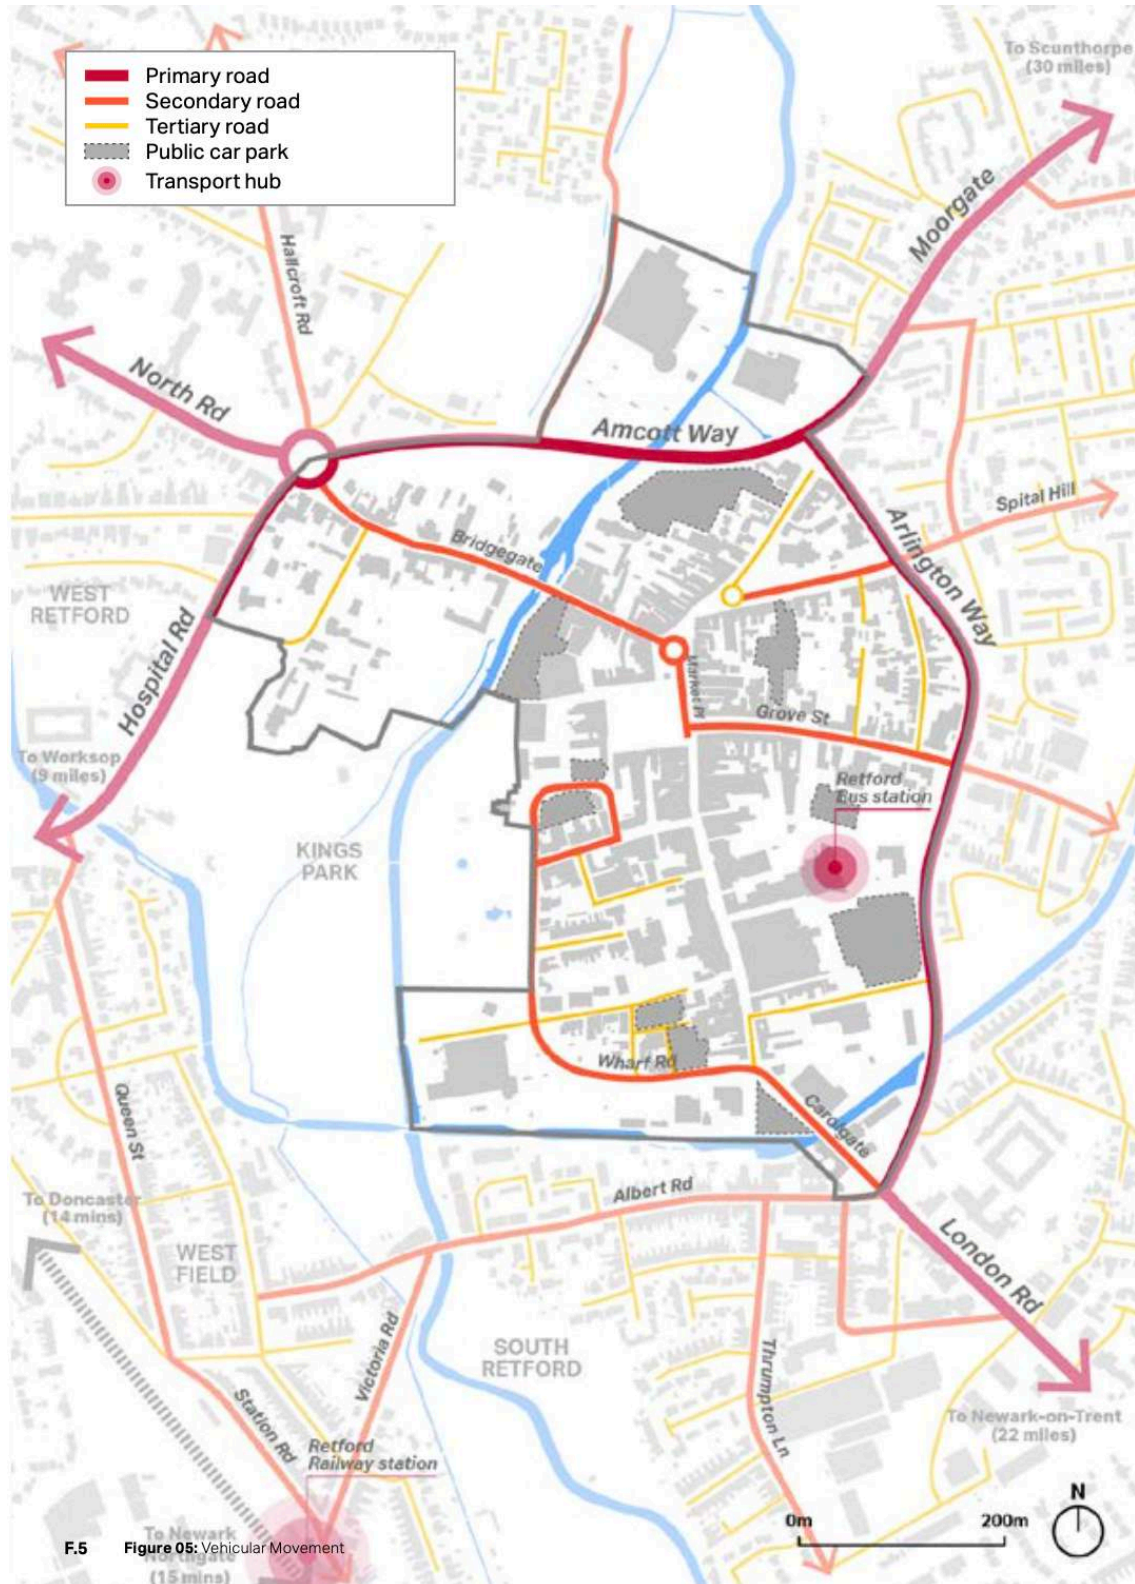 To Scunthorpe
(30 miles)
Primary road
Secondary road
Tertiary road
Public car park
Transport hub
Moorgate
Hallcroft Rd
North Rd
Amcott Way
Spital Hill
Arlington Way
Bridgegate
WEST
RETFORD
Hospital Rd
Market Pl
Grove St
To Worksop
(9 miles)
Retford
Bus station
KINGS
PARK
Wharf Rd
Carolgate
Queen St
Albert Rd
To Doncaster
(14 mins)
WEST
FIELD
London Rd
Victoria Rd
SOUTH
RETFORD
Thrumpton Ln
Station Rd
To Newark-on-Trent
(22 miles)
Retford
Railway station
N
0m 200m
To Newark
Northgate
(15 mins)
F.5 Figure 05: Vehicular Movement